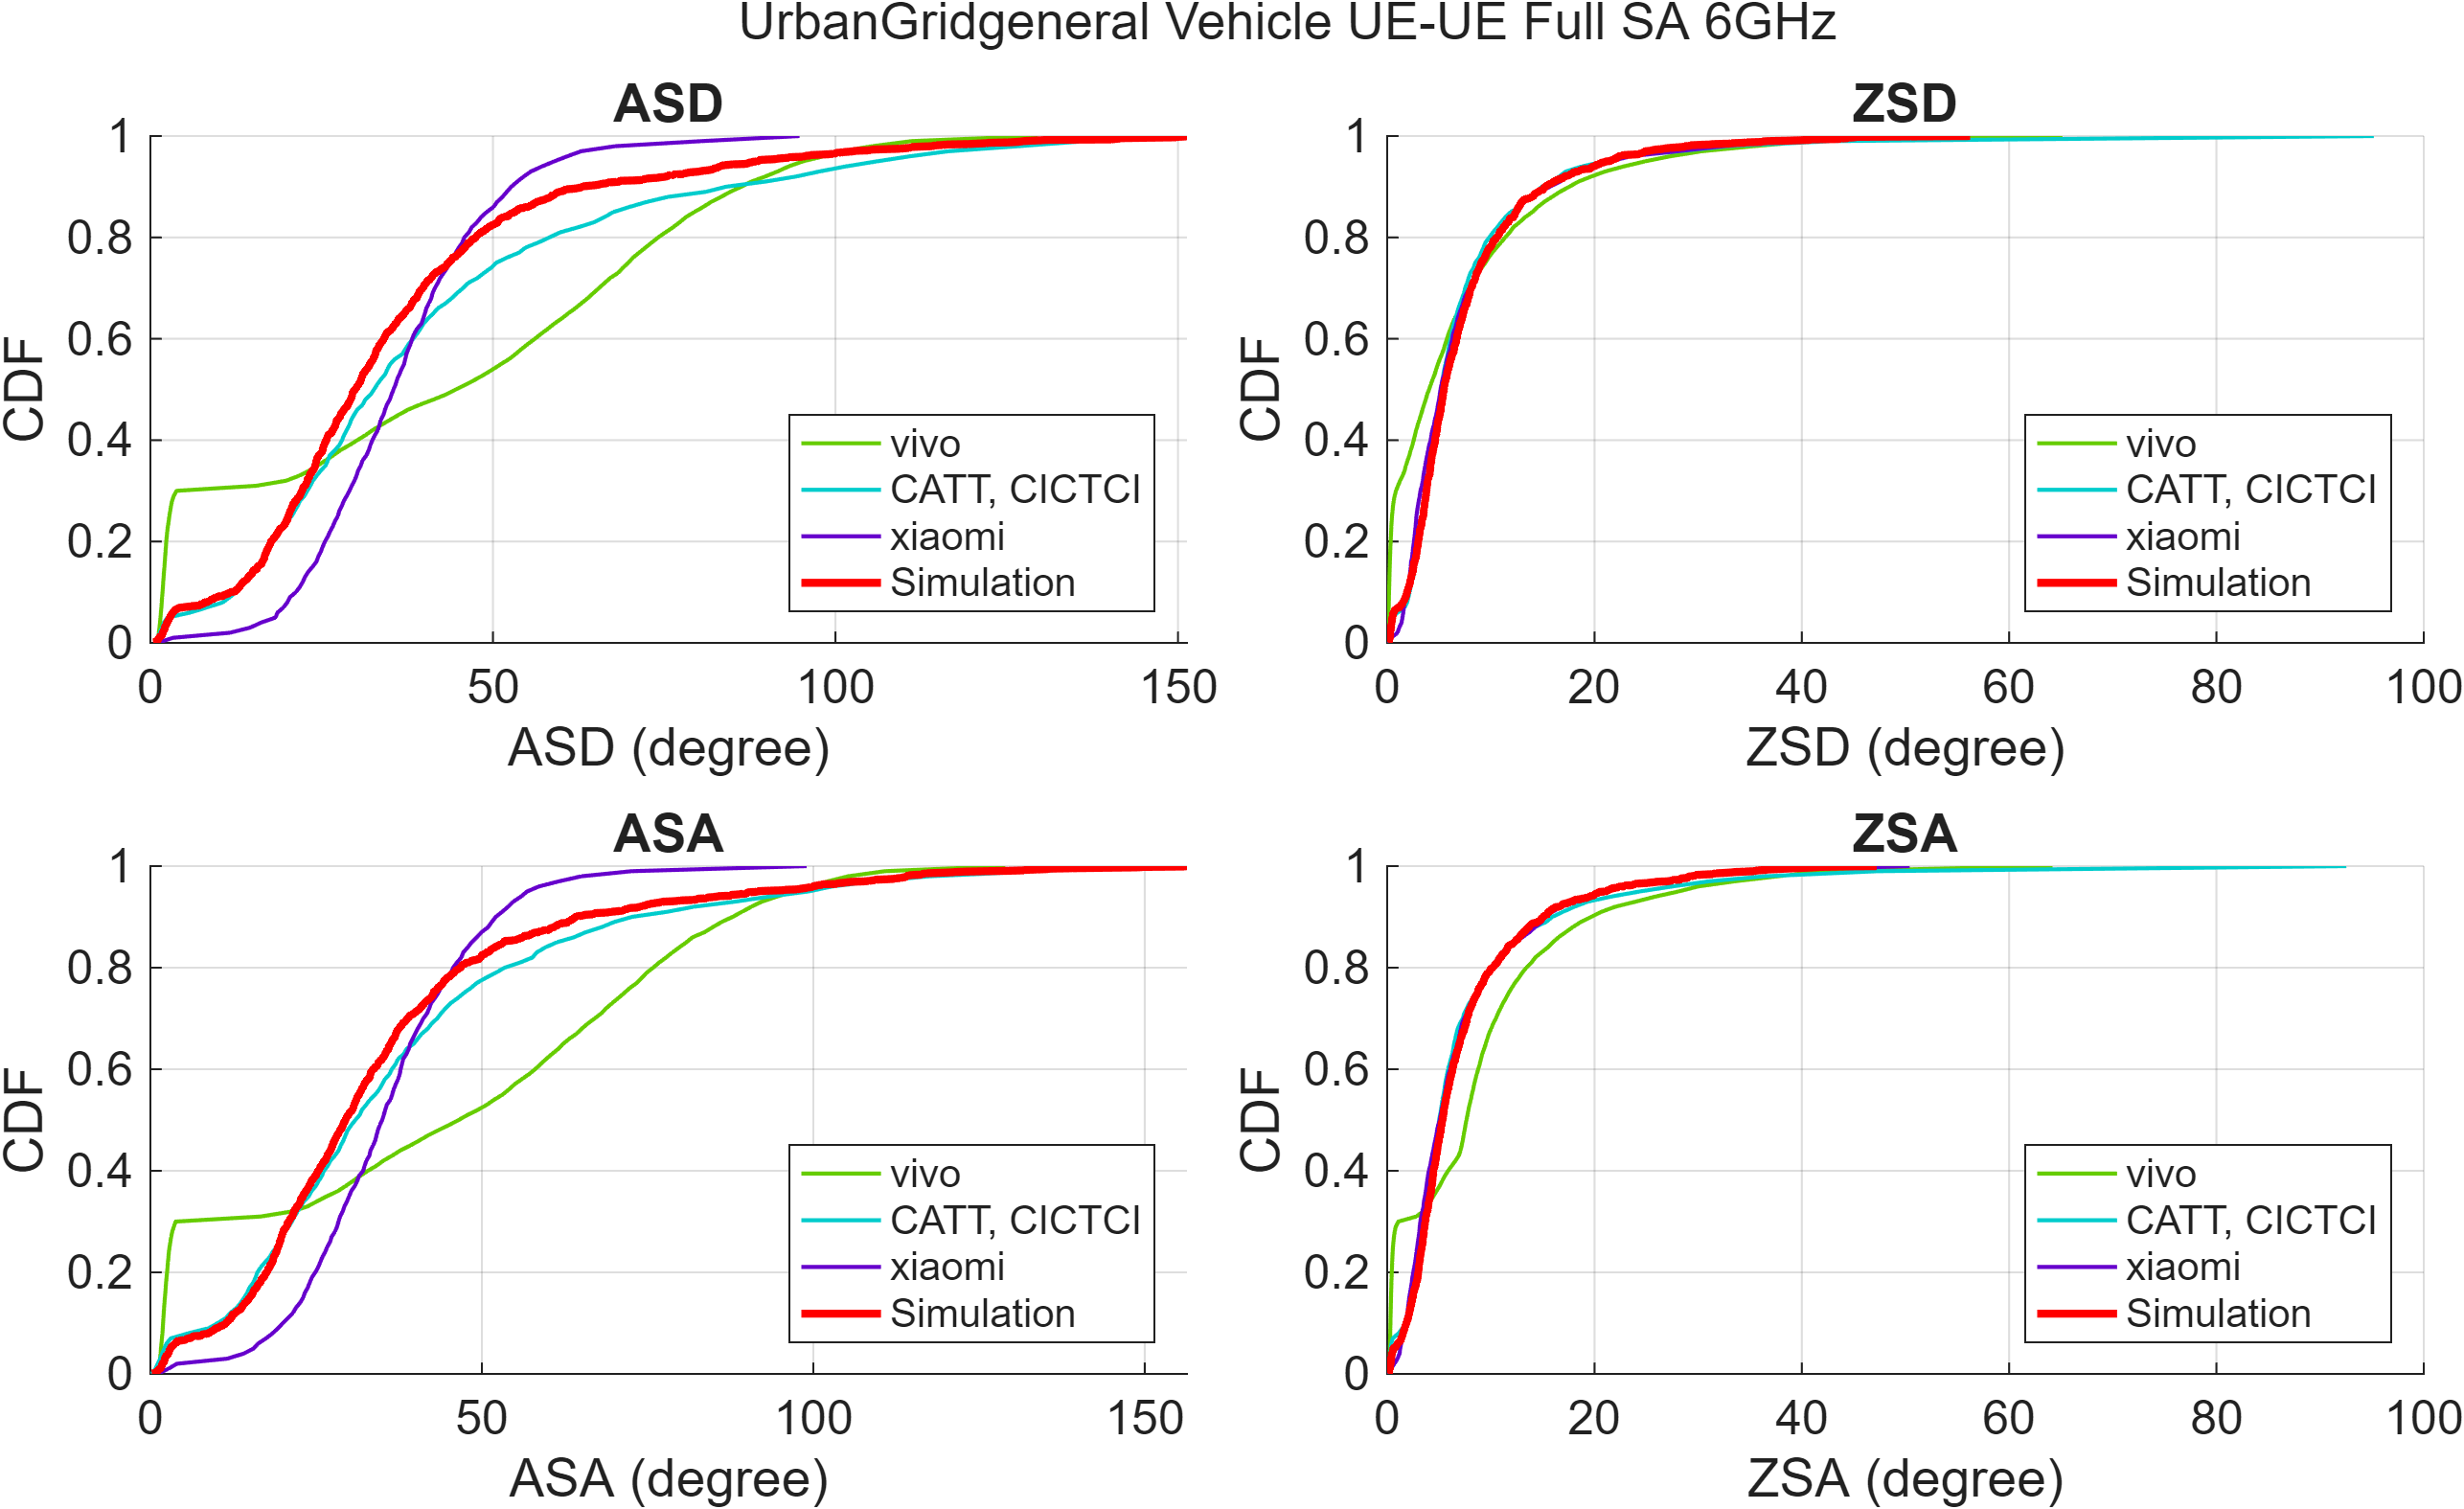 UrbanGridgeneral Vehicle UE-UE Full SA 6GHz
ASD
1
0.8
0.6
0.4
0.2
0
CDF
0 50 100 150
ASD (degree)
vivo
CATT, CICTCI
xiaomi
Simulation
ZSD
1
0.8
0.6
0.4
0.2
0
CDF
0 20 40 60 80 100
ZSD (degree)
vivo
CATT, CICTCI
xiaomi
Simulation
ASA
1
0.8
0.6
0.4
0.2
0
CDF
0 50 100 150
ASA (degree)
vivo
CATT, CICTCI
xiaomi
Simulation
ZSA
1
0.8
0.6
0.4
0.2
0
CDF
0 20 40 60 80 100
ZSA (degree)
vivo
CATT, CICTCI
xiaomi
Simulation